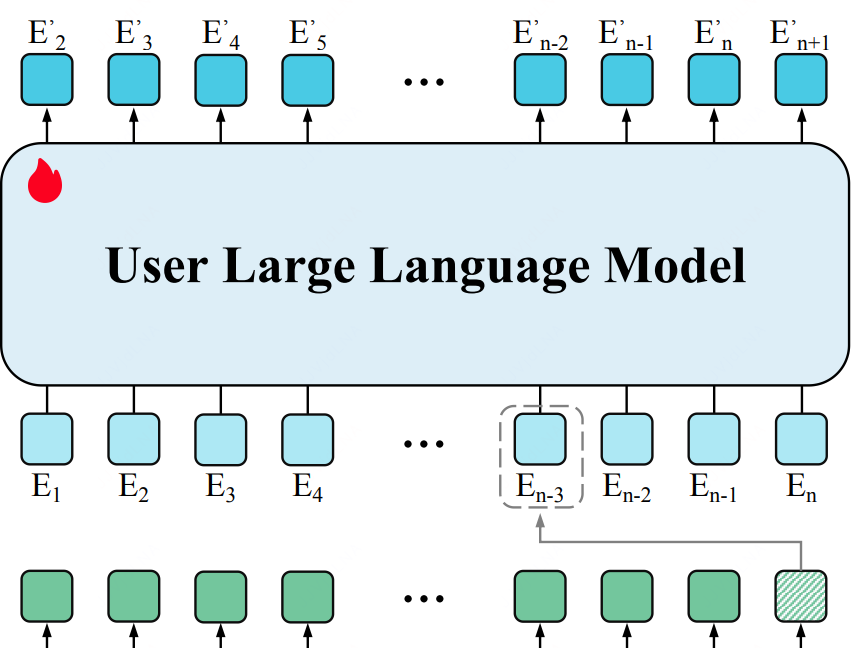 E’2 E’3 E’4 E’5 ... E’n-2 E’n-1 E’n E’n+1
User Large Language Model
E1 E2 E3 E4 ... En-3 En-2 En-1 En
...